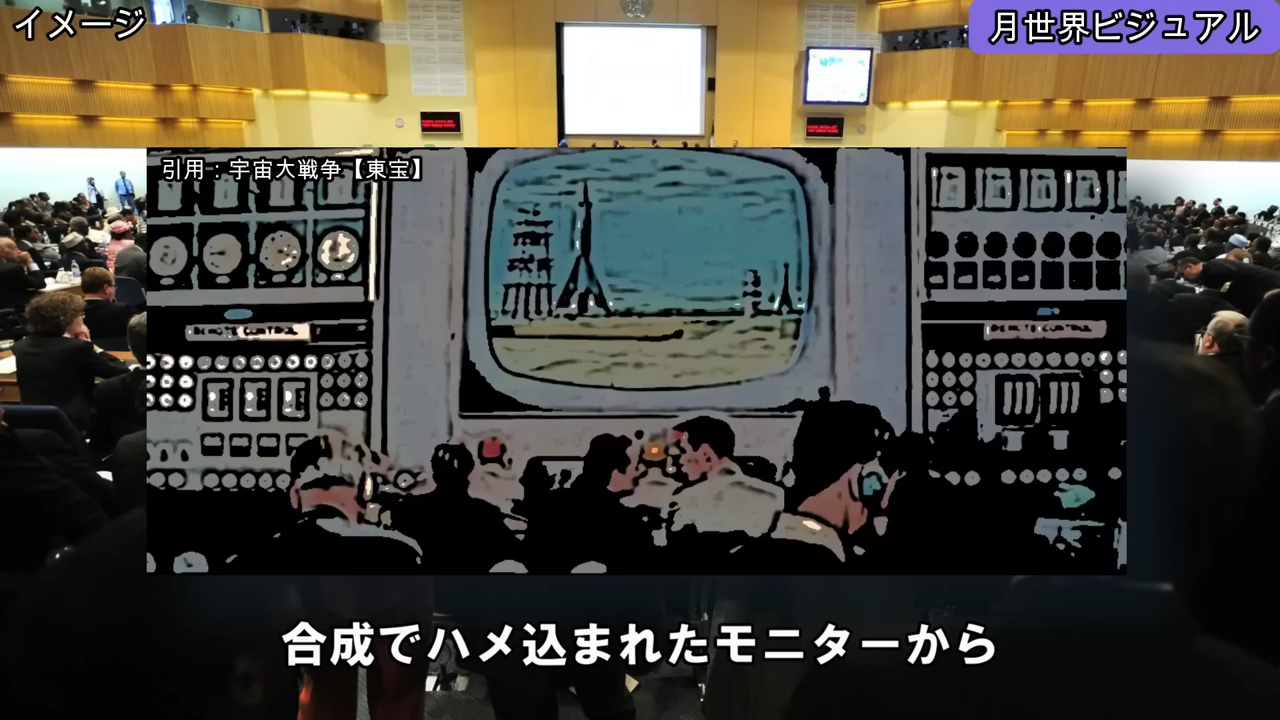 イメージ
月世界ビジュアル
引用：宇宙大戦争【東宝】
REMOTE CONTROL
REMOTE CONTROL
合成でハメ込まれたモニターから